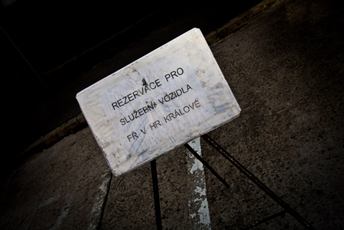 REZERVACE PRO
SLUŽEBNÍ VOZIDLA
FŘ V HR. KRÁLOVÉ